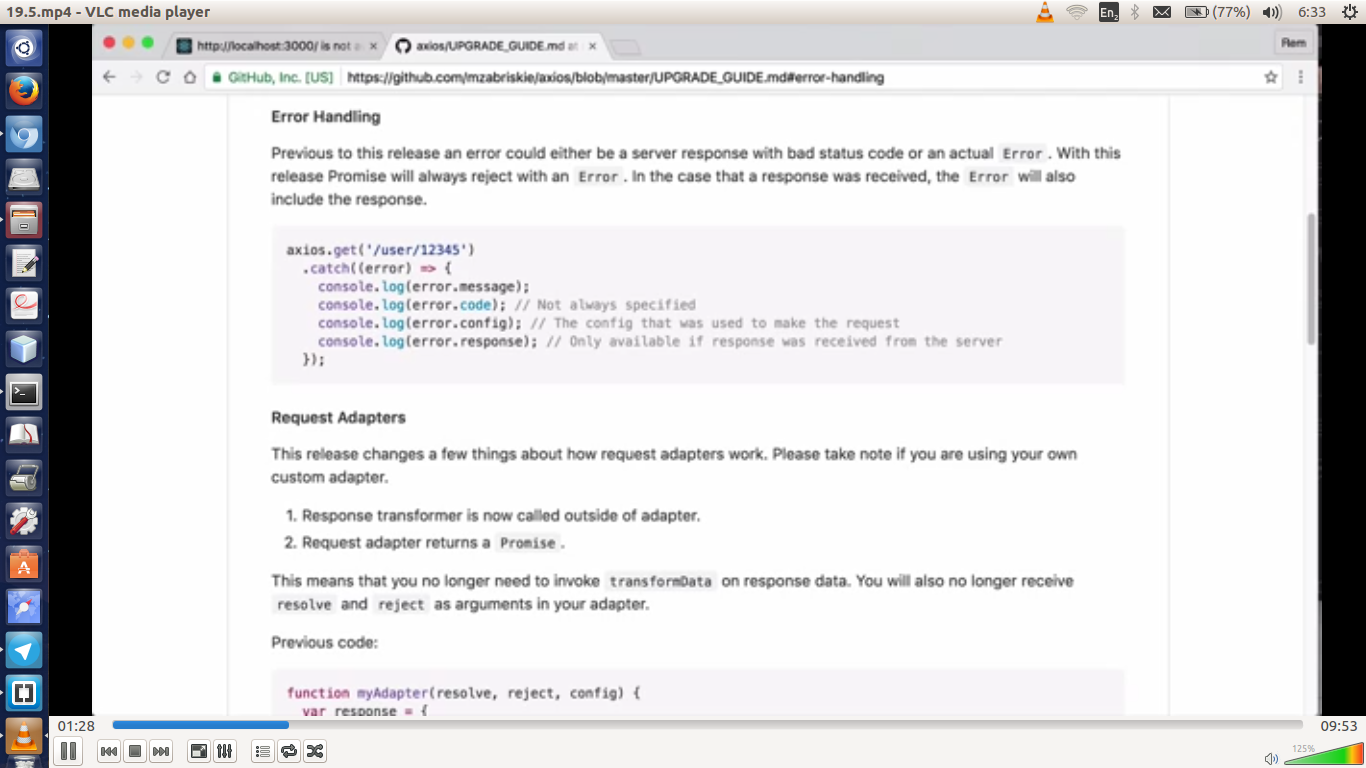 19.5.mp4 - VLC media player
En2
(77%)
6:33
http://localhost:3000/ is not a
axios/UPGRADE_GUIDE.md at
Rem
GitHub, Inc. [US]
https://github.com/mzabriskie/axios/blob/master/UPGRADE_GUIDE.md#error-handling
Error Handling
Previous to this release an error could either be a server response with bad status code or an actual Error. With this
release Promise will always reject with an Error. In the case that a response was received, the Error will also
include the response.
axios.get('/user/12345')
.catch((error) => {
console.log(error.message);
console.log(error.code); // Not always specified
console.log(error.config); // The config that was used to make the request
console.log(error.response); // Only available if response was received from the server
});
Request Adapters
This release changes a few things about how request adapters work. Please take note if you are using your own
custom adapter.
1. Response transformer is now called outside of adapter.
2. Request adapter returns a Promise.
This means that you no longer need to invoke transformData on response data. You will also no longer receive
resolve and reject as arguments in your adapter.
Previous code:
function myAdapter(resolve, reject, config) {
var response = {
01:28
09:53
125%